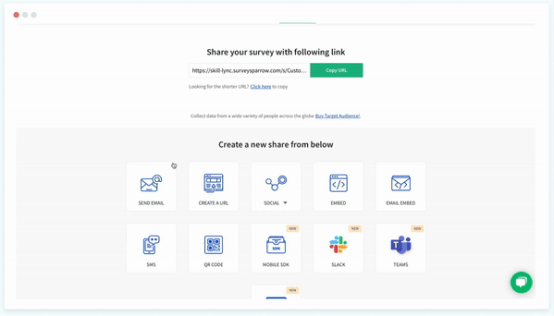 Share your survey with following link
https://skill-lync.surveysparrow.com/s/Custo...
Copy URL
Looking for the shorter URL? Click here to copy
Collect data from a wide variety of people across the globe Buy Target Audience!.
Create a new share from below
SEND EMAIL
CREATE A URL
SOCIAL
EMBED
EMAIL EMBED
SMS
QR CODE
NEW
MOBILE SDK
NEW
SLACK
NEW
TEAMS
NEW